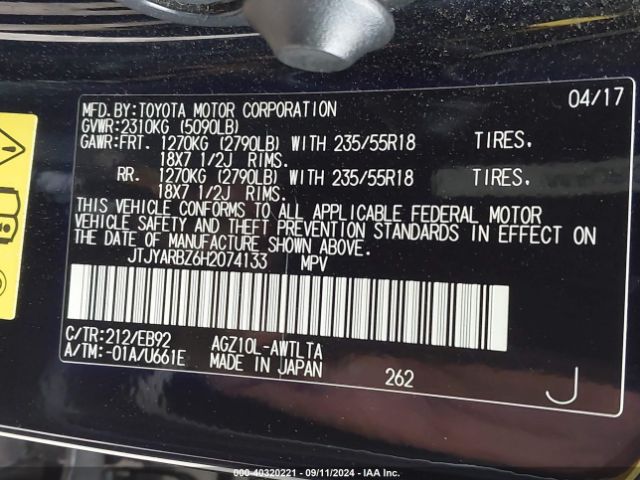 04/17
MFD.BY:TOYOTA MOTOR CORPORATION
GVWR:2310KG (5090LB)
GAWR:FRT. 1270KG (2790LB) WITH 235/55R18 TIRES.
18X7 1/2J RIMS.
RR. 1270KG (2790LB) WITH 235/55R18 TIRES.
18X7 1/2J RIMS.
THIS VEHICLE CONFORMS TO ALL APPLICABLE FEDERAL MOTOR
VEHICLE SAFETY AND THEFT PREVENTION STANDARDS IN EFFECT ON
THE DATE OF MANUFACTURE SHOWN ABOVE.
JTJYARBZ6H2074133 MPV
C/TR:212/EB92 AGZ10L-AWTLTA
A/TM:-01A/U661E MADE IN JAPAN
262 J
000-40320221 - 09/11/2024 - IAA Inc.